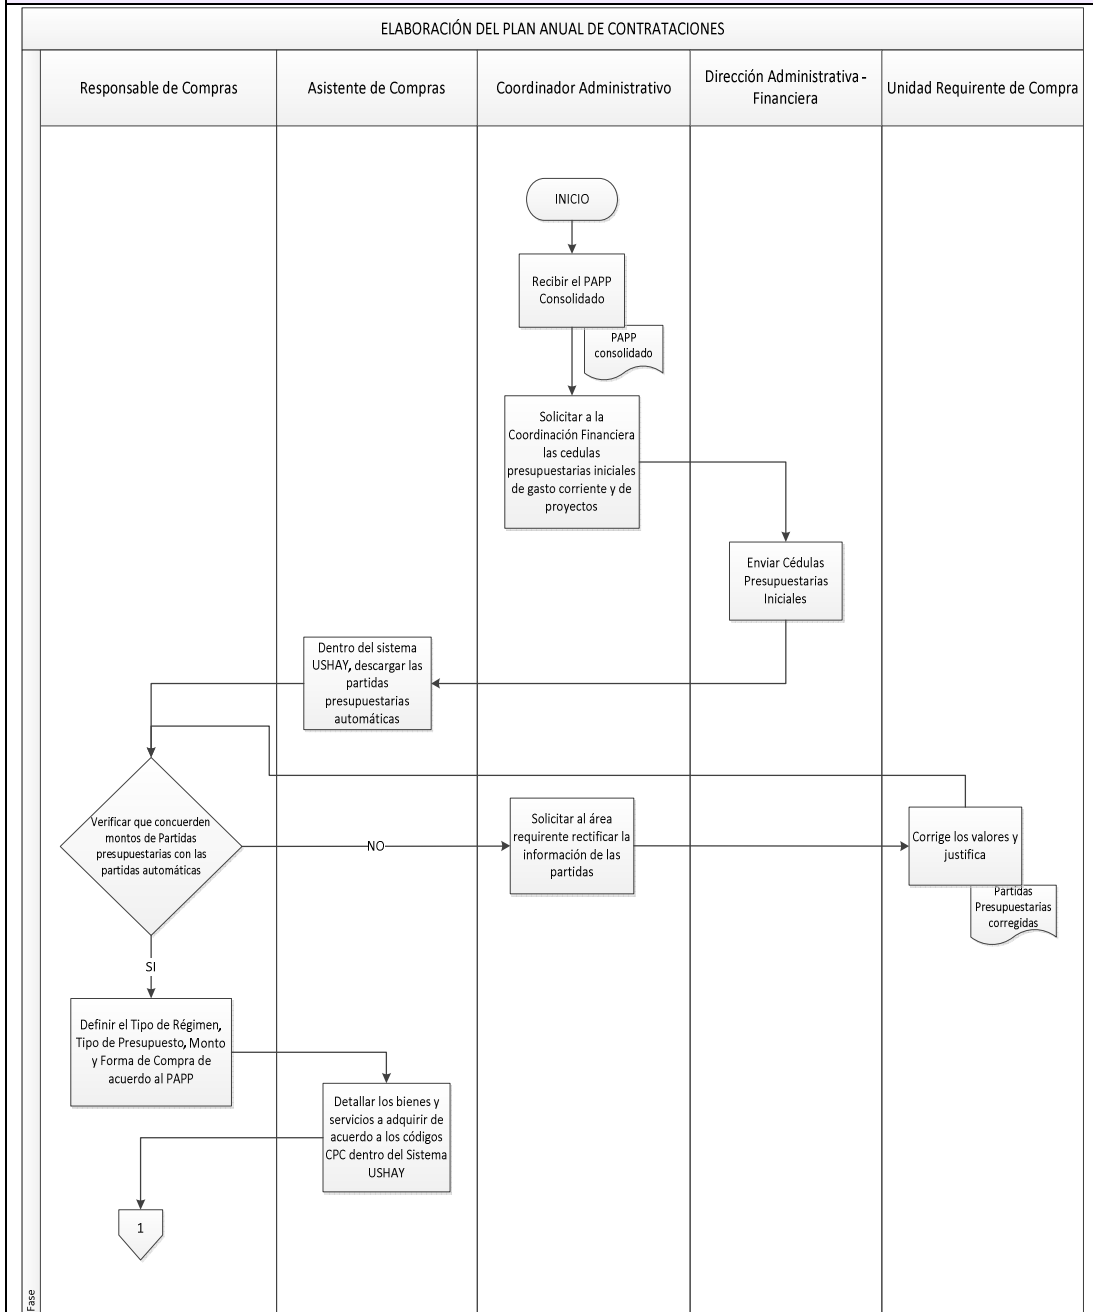 ELABORACIÓN DEL PLAN ANUAL DE CONTRATACIONES
Responsable de Compras
Asistente de Compras
Coordinador Administrativo
Dirección Administrativa -
Financiera
Unidad Requirente de Compra
INICIO
Recibir el PAPP
Consolidado
PAPP
consolidado
Solicitar a la
Coordinación Financiera
las cedulas
presupuestarias iniciales
de gasto corriente y de
proyectos
Enviar Cédulas
Presupuestarias
Iniciales
Dentro del sistema
USHAY, descargar las
partidas
presupuestarias
automáticas
Verificar que concuerden
montos de Partidas
presupuestarias con las
partidas automáticas
NO
Solicitar al área
requirente rectificar la
información de las
partidas
Corrige los valores y
justifica
Partidas
Presupuestarias
corregidas
SI
Definir el Tipo de Régimen,
Tipo de Presupuesto, Monto
y Forma de Compra de
acuerdo al PAPP
Detallar los bienes y
servicios a adquirir de
acuerdo a los códigos
CPC dentro del Sistema
USHAY
1
Fase